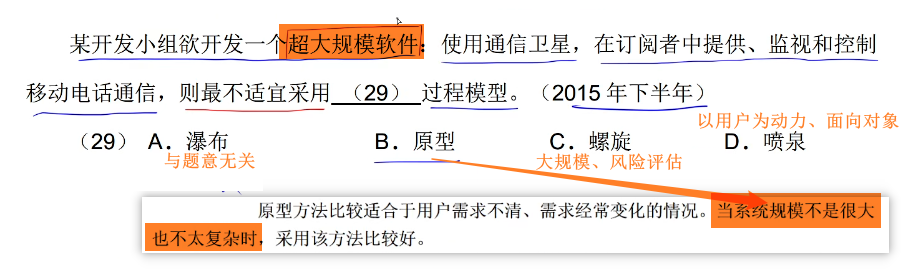 某开发小组欲开发一个超大规模软件：使用通信卫星，在订阅者中提供、监视和控制
移动电话通信，则最不适宜采用（29）过程模型。（2015年下半年）
以用户为动力、面向对象
（29） A．瀑布 B．原型 C．螺旋 D．喷泉
与题意无关 大规模、风险评估
原型方法比较适合于用户需求不清、需求经常变化的情况。当系统规模不是很大
也不太复杂时，采用该方法比较好。